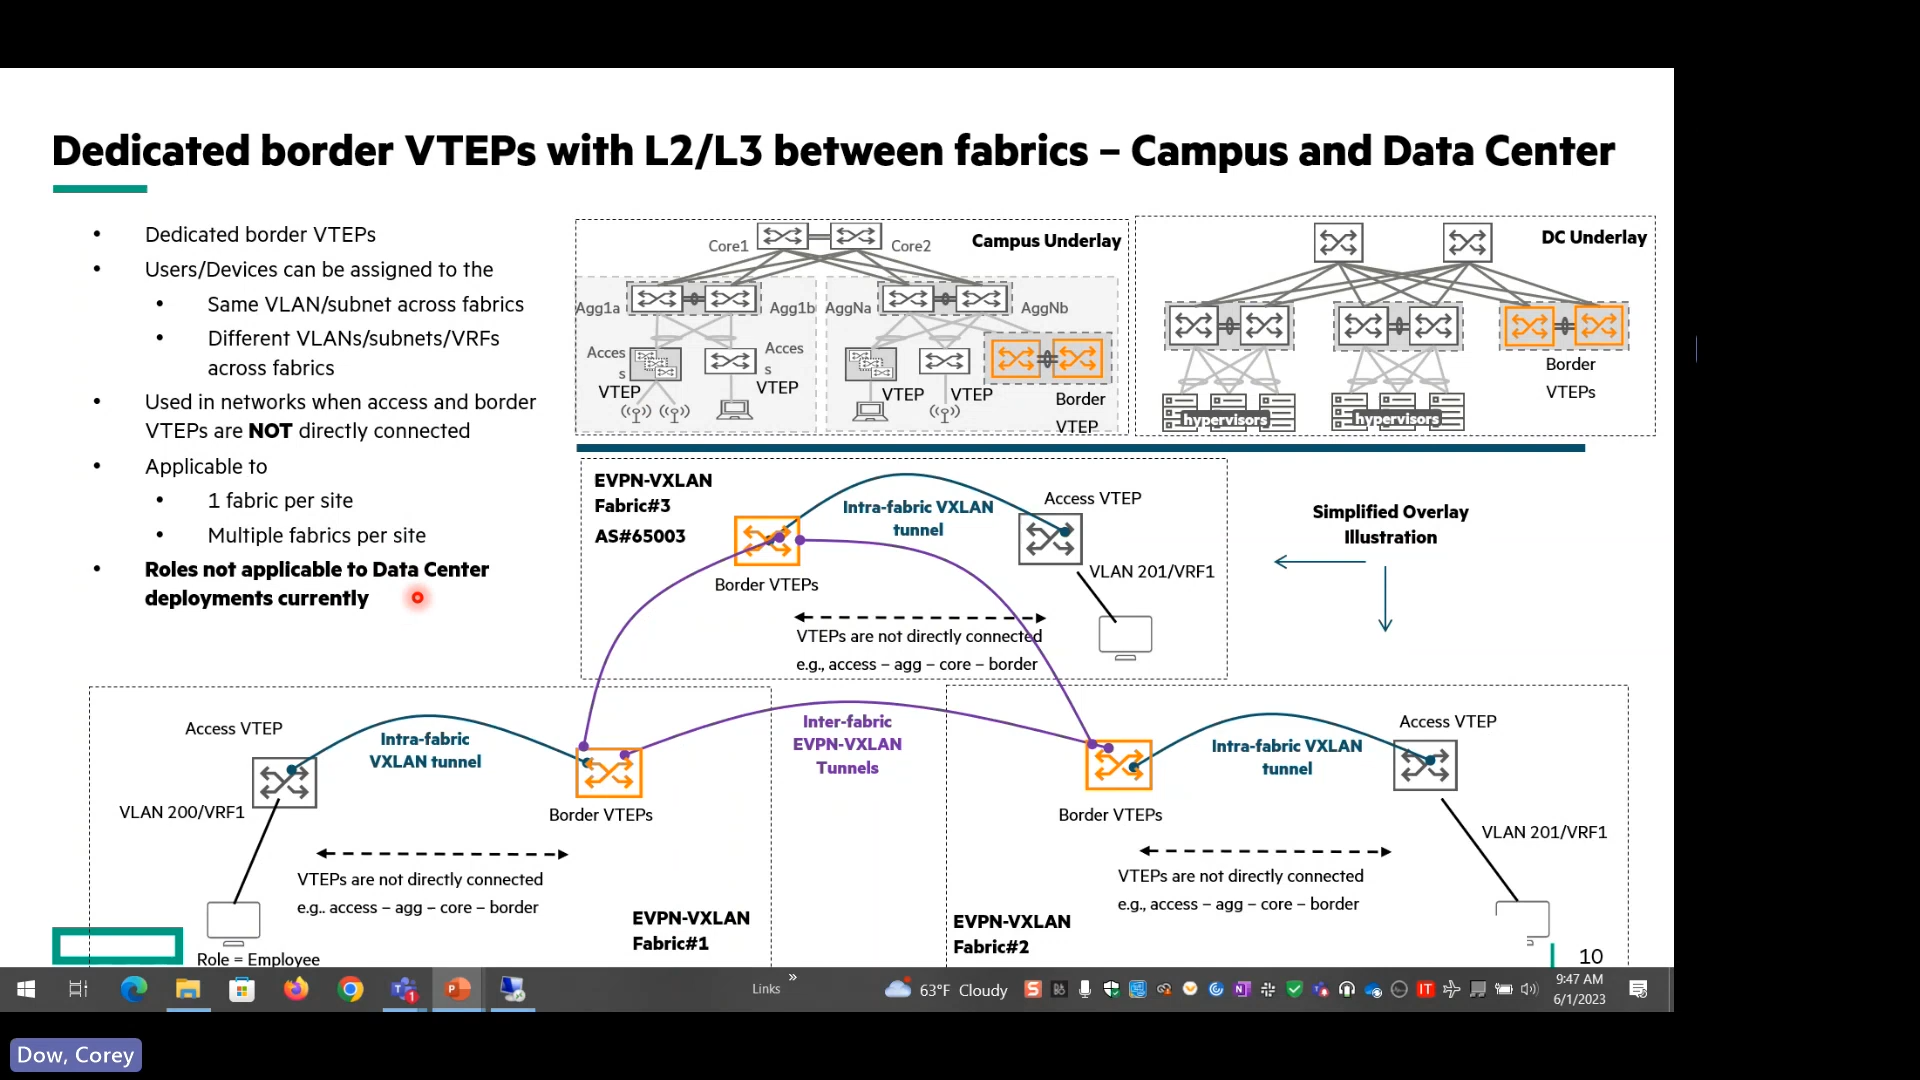 Dedicated border VTEPs with L2/L3 between fabrics – Campus and Data Center
• Dedicated border VTEPs
• Users/Devices can be assigned to the
• Same VLAN/subnet across fabrics
• Different VLANs/subnets/VRFs
across fabrics
• Used in networks when access and border
VTEPs are NOT directly connected
• Applicable to
• 1 fabric per site
• Multiple fabrics per site
• Roles not applicable to Data Center
deployments currently
Core1
Core2
Campus Underlay
Agg1a
Agg1b
AggNa
AggNb
Acces
s
VTEP
Acces
s
VTEP
VTEP
VTEP
Border
VTEP
DC Underlay
Border
VTEPs
hypervisors
hypervisors
EVPN-VXLAN
Fabric#3
AS#65003
Intra-fabric VXLAN
tunnel
Access VTEP
Border VTEPs
VLAN 201/VRF1
VTEPs are not directly connected
e.g., access – agg – core – border
Simplified Overlay
Illustration
Access VTEP
Intra-fabric
VXLAN tunnel
VLAN 200/VRF1
Border VTEPs
VTEPs are not directly connected
e.g.. access – agg – core – border
EVPN-VXLAN
Fabric#1
Role = Employee
Inter-fabric
EVPN-VXLAN
Tunnels
Intra-fabric VXLAN
tunnel
Access VTEP
Border VTEPs
VLAN 201/VRF1
VTEPs are not directly connected
e.g., access – agg – core – border
EVPN-VXLAN
Fabric#2
10
1
Links
»
63°F Cloudy
9:47 AM
6/1/2023
Dow, Corey